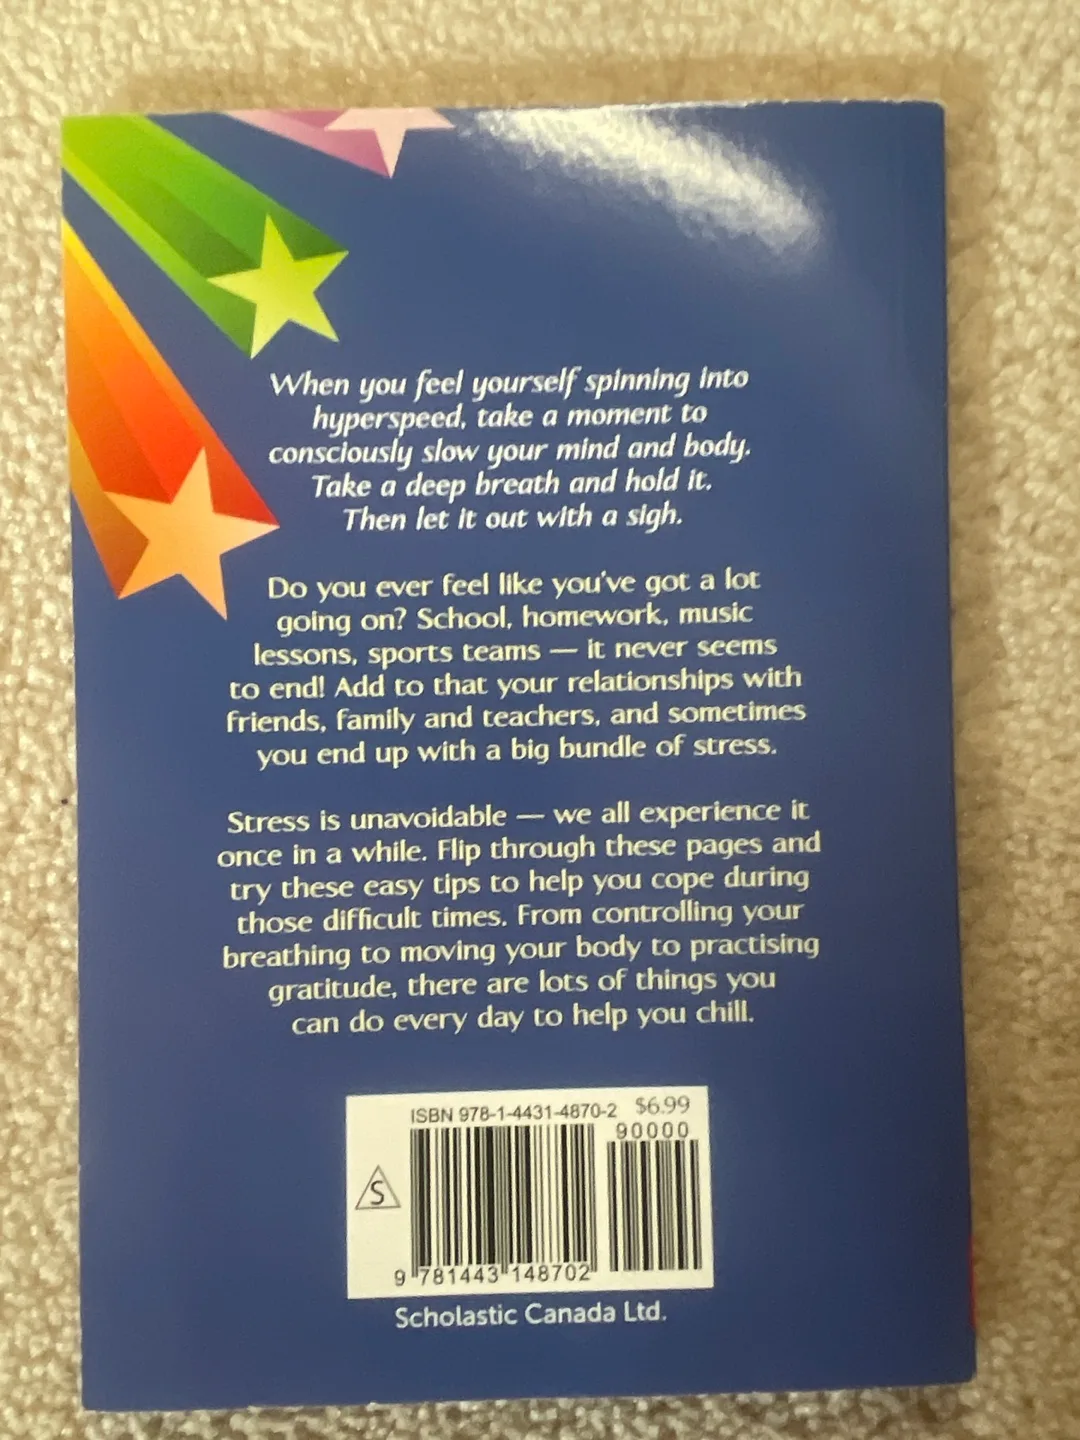 When you feel yourself spinning into
hyperspeed, take a moment to
consciously slow your mind and body.
Take a deep breath and hold it.
Then let it out with a sigh.
Do you ever feel like you've got a lot
going on? School, homework, music
lessons, sports teams — it never seems
to end! Add to that your relationships with
friends, family and teachers, and sometimes
you end up with a big bundle of stress.
Stress is unavoidable — we all experience it
once in a while. Flip through these pages and
try these easy tips to help you cope during
those difficult times. From controlling your
breathing to moving your body to practising
gratitude, there are lots of things you
can do every day to help you chill.
ISBN 978-1-4431-4870-2 $6.99
90000
S
9 781443 148702
Scholastic Canada Ltd.